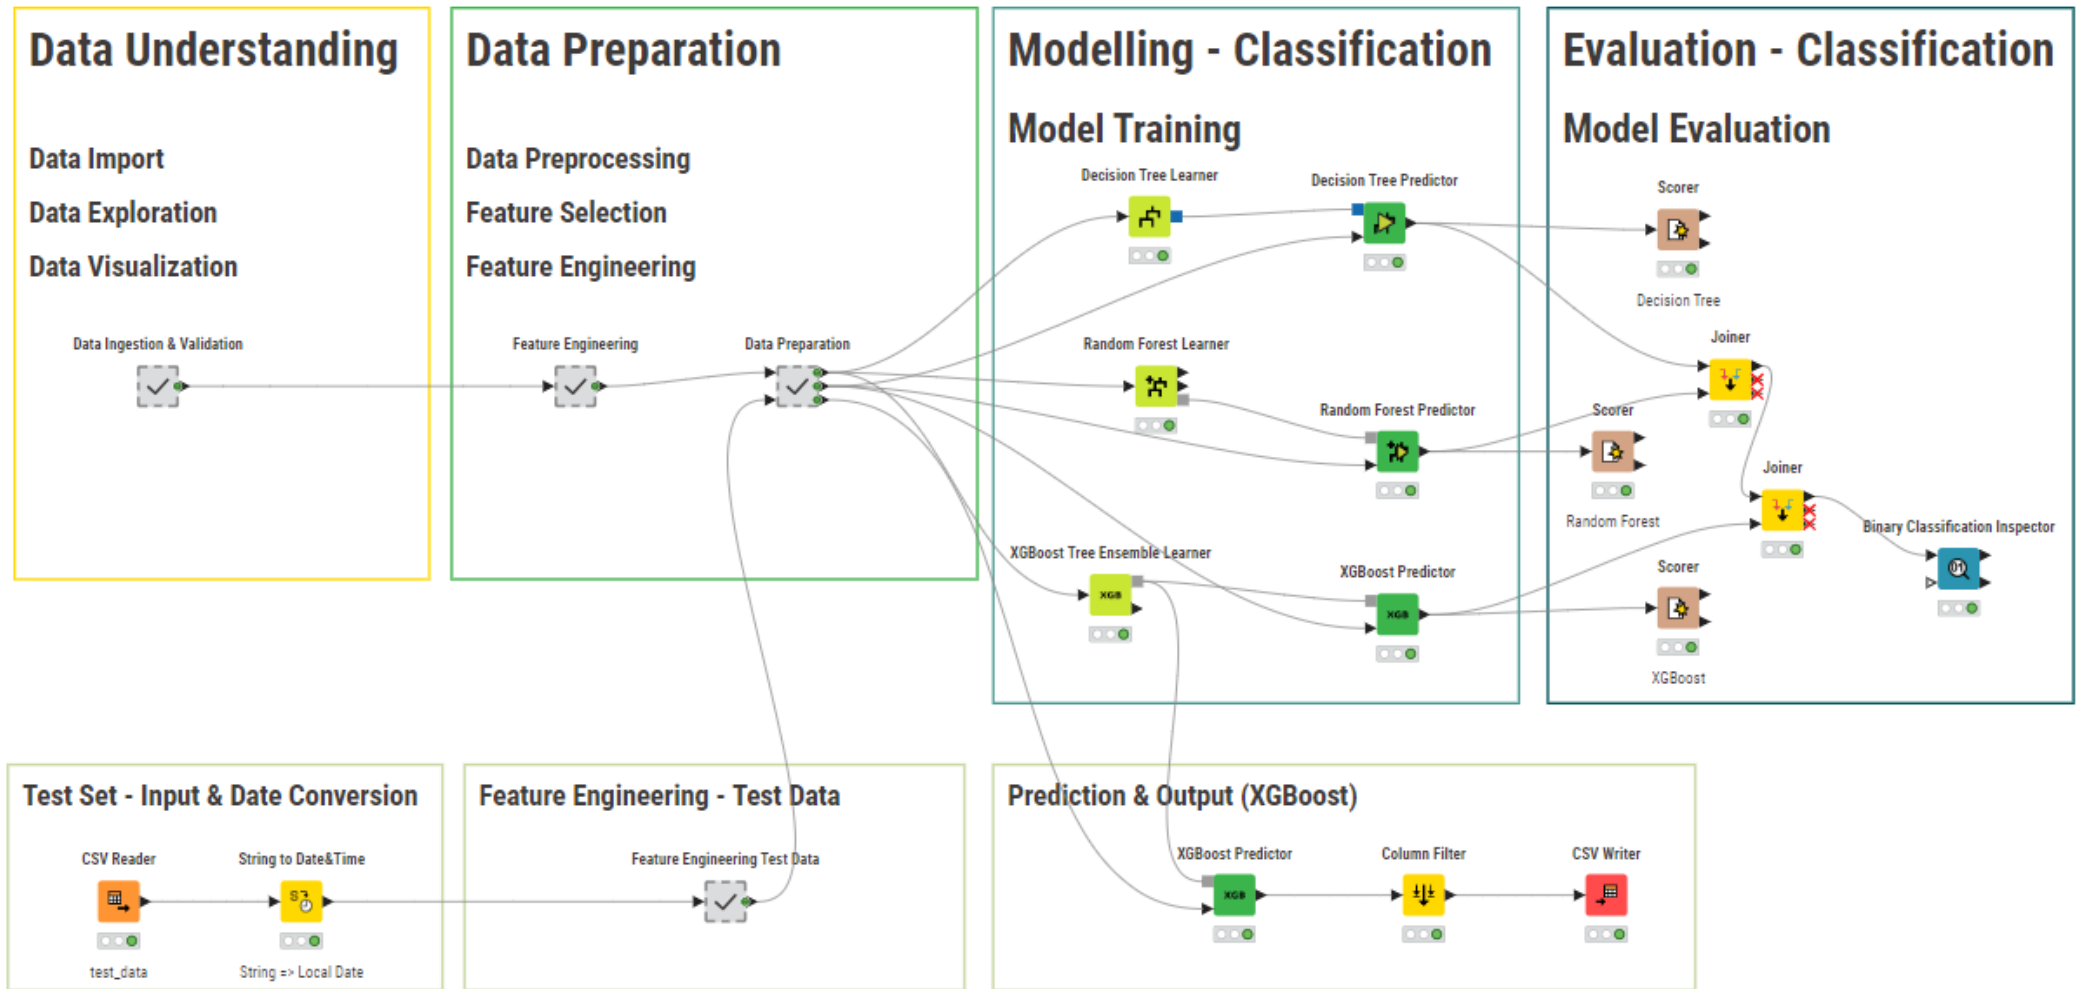 Data Understanding
Data Import
Data Exploration
Data Visualization
Data Ingestion & Validation
Data Preparation
Data Preprocessing
Feature Selection
Feature Engineering
Feature Engineering
Data Preparation
Modelling - Classification
Model Training
Decision Tree Learner
Decision Tree Predictor
Random Forest Learner
Random Forest Predictor
XGBoost Tree Ensemble Learner
XGB
XGBoost Predictor
XGB
Evaluation - Classification
Model Evaluation
Scorer
Decision Tree
Joiner
Scorer
Random Forest
Joiner
Binary Classification Inspector
01
Scorer
XGBoost
Test Set - Input & Date Conversion
CSV Reader
test_data
String to Date&Time
S
String => Local Date
Feature Engineering - Test Data
Feature Engineering Test Data
Prediction & Output (XGBoost)
XGBoost Predictor
XGB
Column Filter
CSV Writer